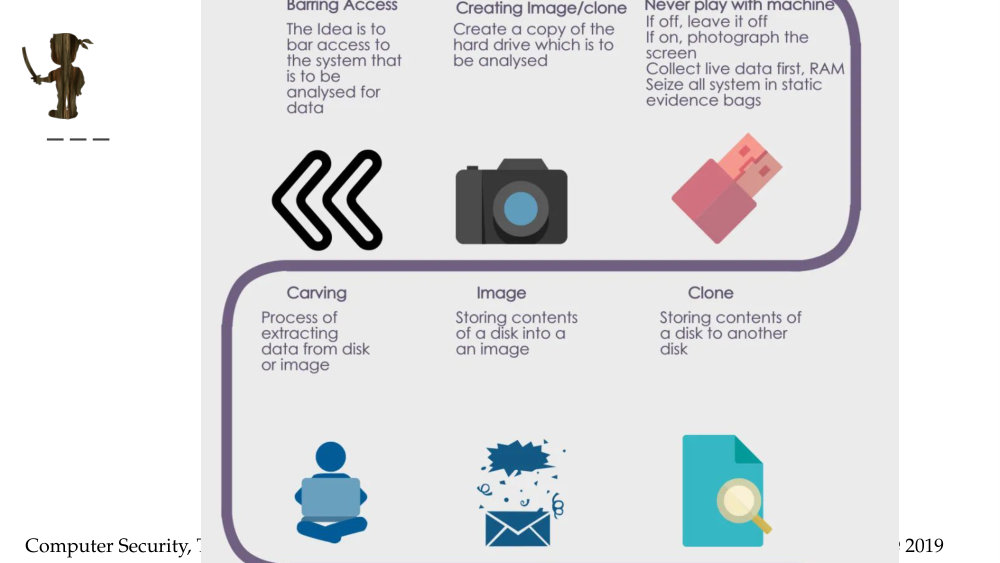 Barring Access
The Idea is to
bar access to
the system that
is to be
analysed for
data
Creating Image/clone
Create a copy of the
hard drive which is to
be analysed
Never play with machine
If off, leave it off
If on, photograph the
screen
Collect live data first, RAM
Seize all system in static
evidence bags
Carving
Process of
extracting
data from disk
or image
Image
Storing contents
of a disk into a
an image
Clone
Storing contents of
a disk to another
disk
Computer Security,
2019